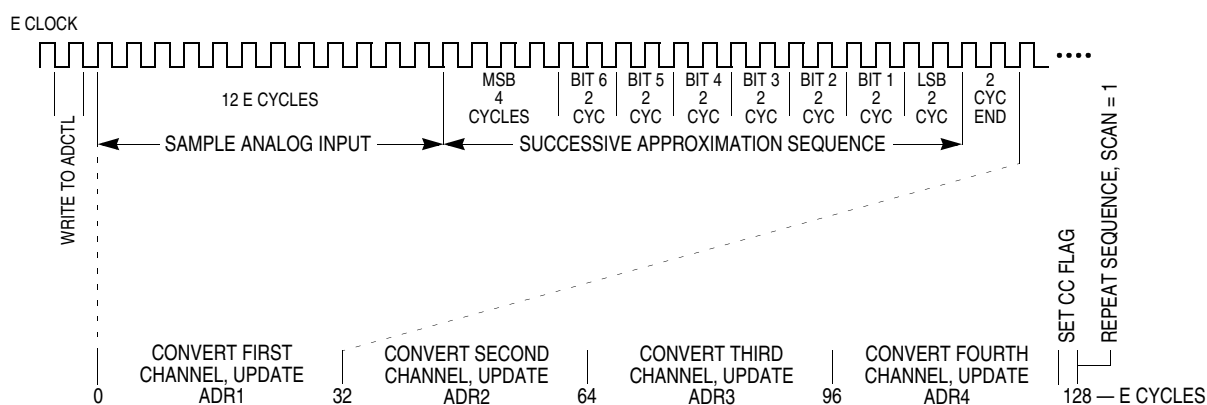 E CLOCK
12 E CYCLES
MSB
4
CYCLES
BIT 6
2
CYC
BIT 5
2
CYC
BIT 4
2
CYC
BIT 3
2
CYC
BIT 2
2
CYC
BIT 1
2
CYC
LSB
2
CYC
2
CYC
END
WRITE TO ADCTL
SAMPLE ANALOG INPUT
SUCCESSIVE APPROXIMATION SEQUENCE
SET CC FLAG
REPEAT SEQUENCE, SCAN = 1
CONVERT FIRST
CHANNEL, UPDATE
ADR1
CONVERT SECOND
CHANNEL, UPDATE
ADR2
CONVERT THIRD
CHANNEL, UPDATE
ADR3
CONVERT FOURTH
CHANNEL, UPDATE
ADR4
0
32
64
96
128 — E CYCLES